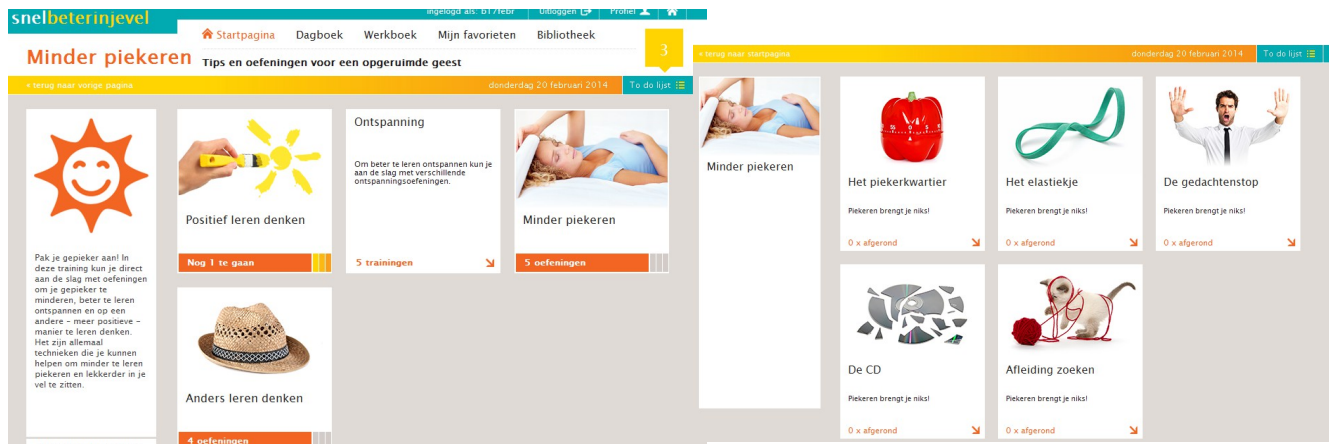 snelbeterinjevel
ingelogd als: b17febr
Uitloggen
Profiel
Startpagina
Dagboek
Werkboek
Mijn favorieten
Bibliotheek
Minder piekeren
Tips en oefeningen voor een opgeruimde geest
3
< terug naar vorige pagina
donderdag 20 februari 2014
To do lijst
Pak je gepieker aan! In
deze training kun je direct
aan de slag met oefeningen
om je gepieker te
minderen, beter te leren
ontspannen en op een
andere – meer positieve –
manier te leren denken.
Het zijn allemaal
technieken die je kunnen
helpen om minder te leren
piekeren en lekkerder in je
vel te zitten.
Positief leren denken
Nog 1 te gaan
Ontspanning
Om beter te leren ontspannen kun je
aan de slag met verschillende
ontspanningsoefeningen.
5 trainingen
Minder piekeren
5 oefeningen
Anders leren denken
4 oefeningen
< terug naar startpagina
donderdag 20 februari 2014
To do lijst
Minder piekeren
Het piekerkwartier
Piekeren brengt je niks!
0 x afgerond
Het elastiekje
Piekeren brengt je niks!
0 x afgerond
De gedachtenstop
Piekeren brengt je niks!
0 x afgerond
De CD
Piekeren brengt je niks!
0 x afgerond
Afleiding zoeken
Piekeren brengt je niks!
0 x afgerond